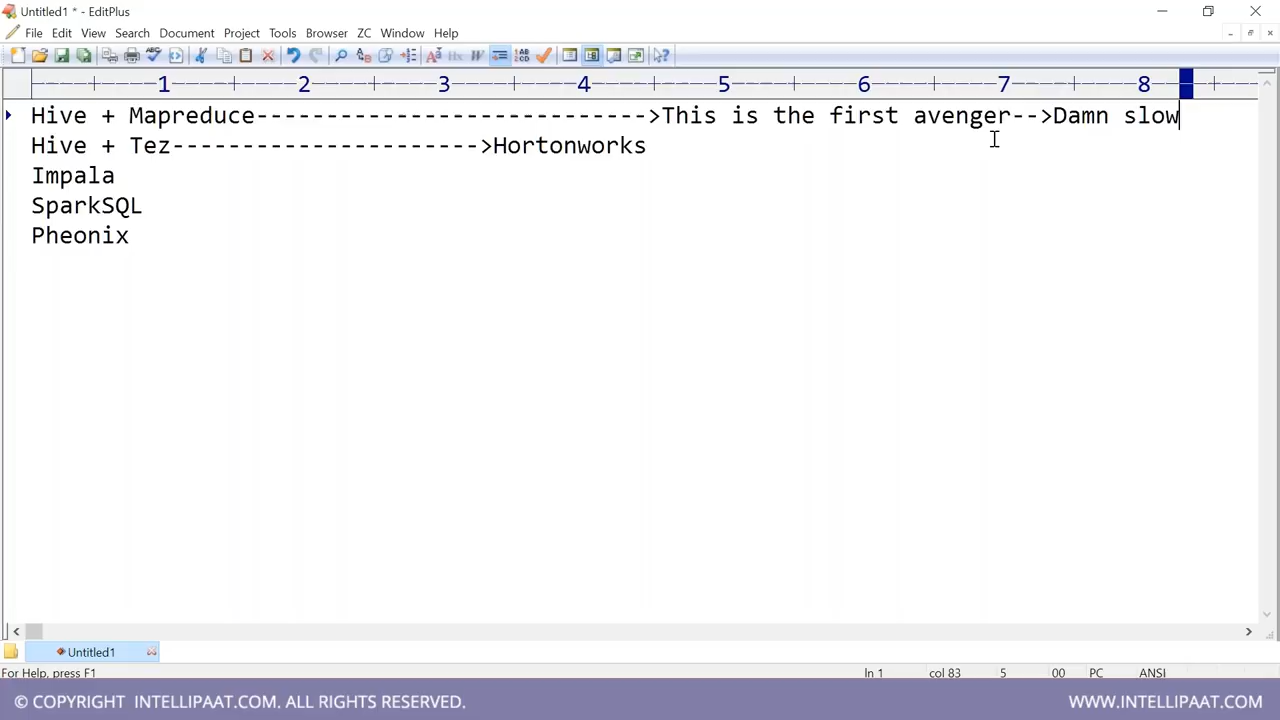 Untitled1 * - EditPlus
File Edit View Search Document Project Tools Browser ZC Window Help
1 2 3 4 5 6 7 8
Hive + Mapreduce---------------------------->This is the first avenger-->Damn slow
Hive + Tez---------------------->Hortonworks
Impala
SparkSQL
Pheonix
Untitled1
For Help, press F1 ln 1 col 83 5 00 PC ANSI
© COPYRIGHT INTELLIPAAT.COM. ALL RIGHTS RESERVED. WWW.INTELLIPAAT.COM